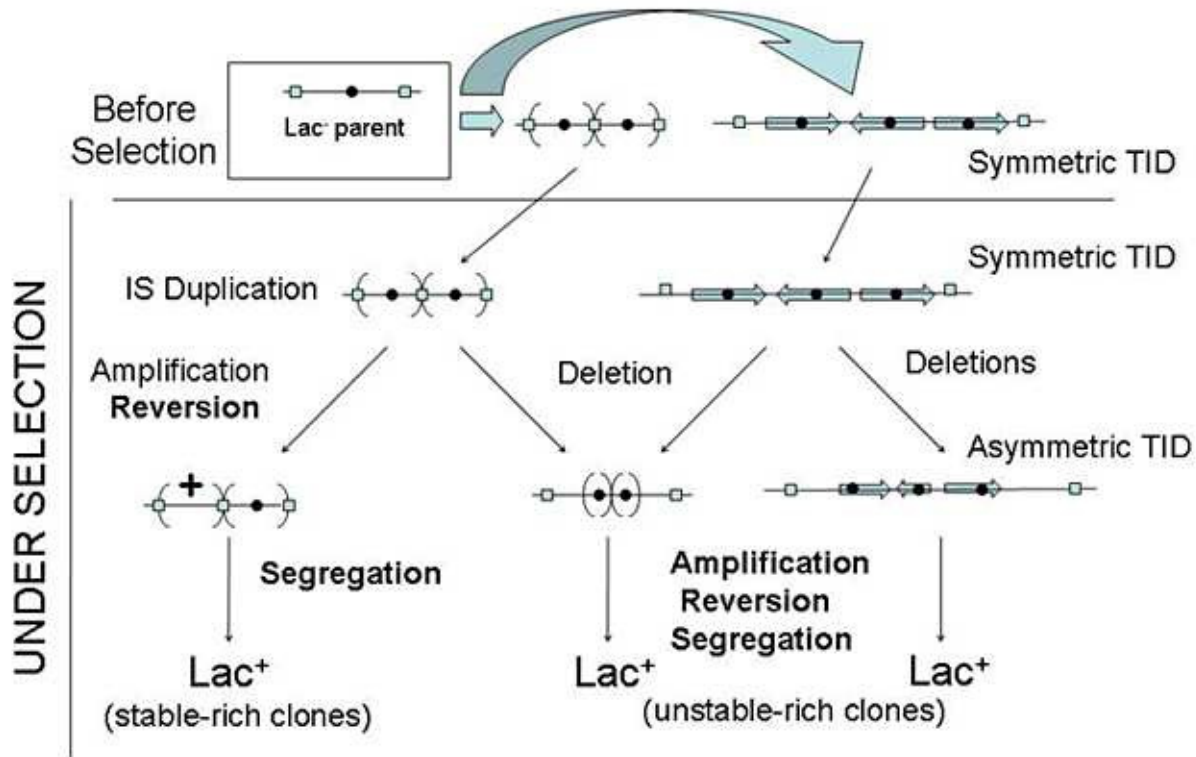 Before
Selection
Lac- parent
Symmetric TID
UNDER SELECTION
IS Duplication
Symmetric TID
Amplification
Reversion
Deletion
Deletions
Asymmetric TID
+
Segregation
Amplification
Reversion
Segregation
Lac⁺
(stable-rich clones)
Lac⁺
Lac⁺
(unstable-rich clones)